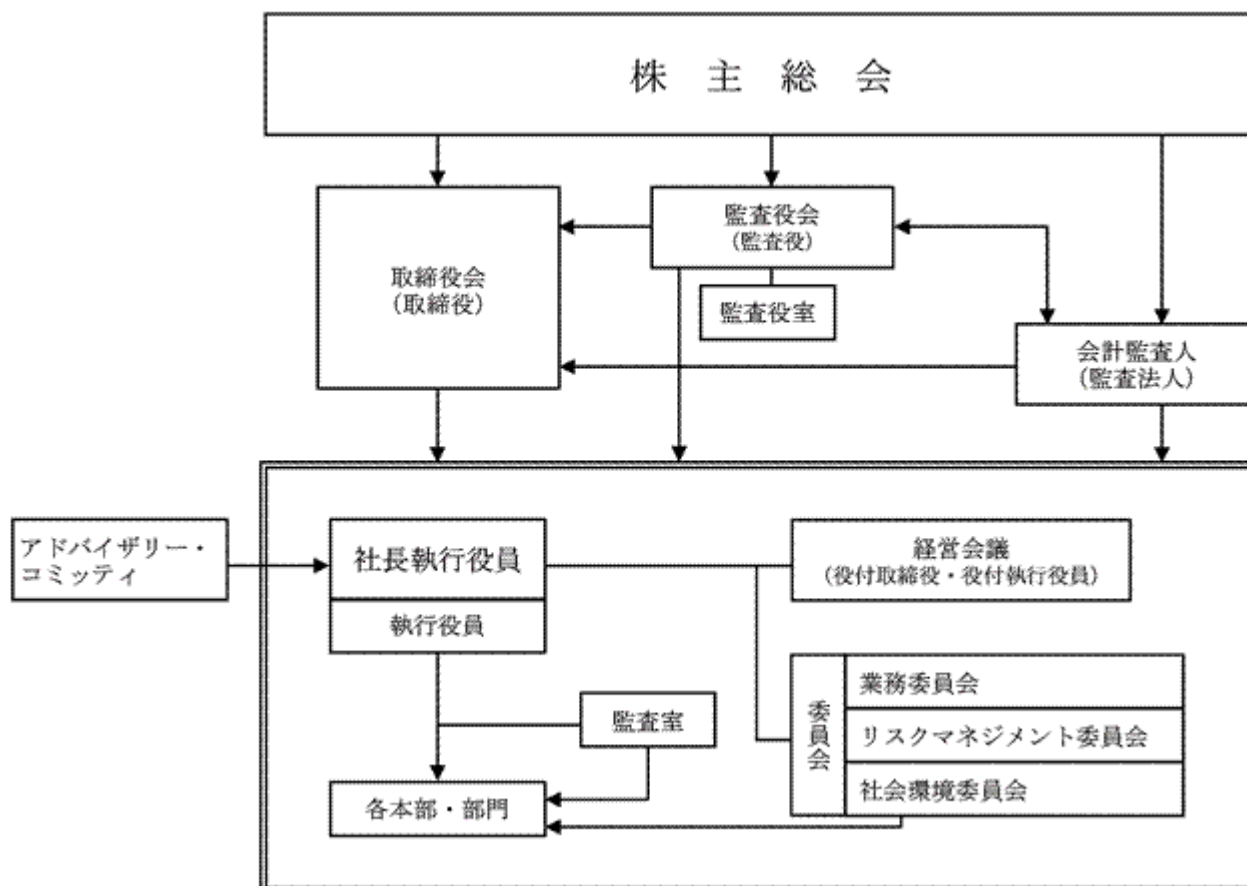 株主総会
監査役会
(監査役)
取締役会
(取締役)
監査役室
会計監査人
(監査法人)
アドバイザリー・
コミッティ
社長執行役員
執行役員
経営会議
(役付取締役・役付執行役員)
監査室
委員会
業務委員会
リスクマネジメント委員会
社会環境委員会
各本部・部門